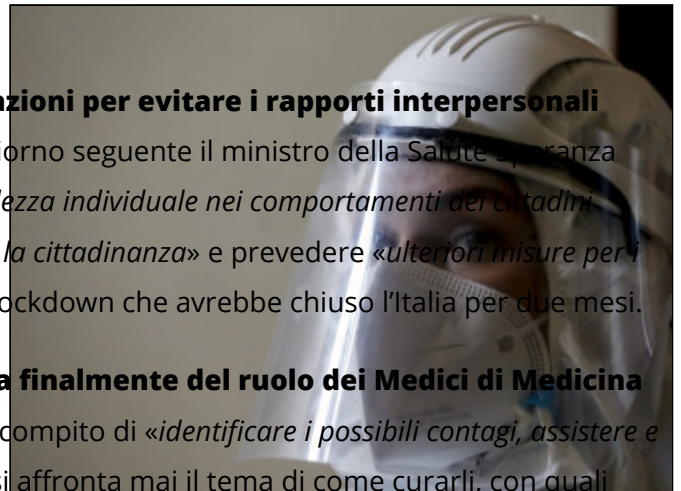 azioni per evitare i rapporti interpersonali
iorno seguente il ministro della Salute Speranza
lezza individuale nei comportamenti dei cittadini
la cittadinanza» e prevedere «ulteriori misure per i
lockdown che avrebbe chiuso l’Italia per due mesi.
a finalmente del ruolo dei Medici di Medicina
compito di «identificare i possibili contagi, assistere e
si affronta mai il tema di come curarli, con quali